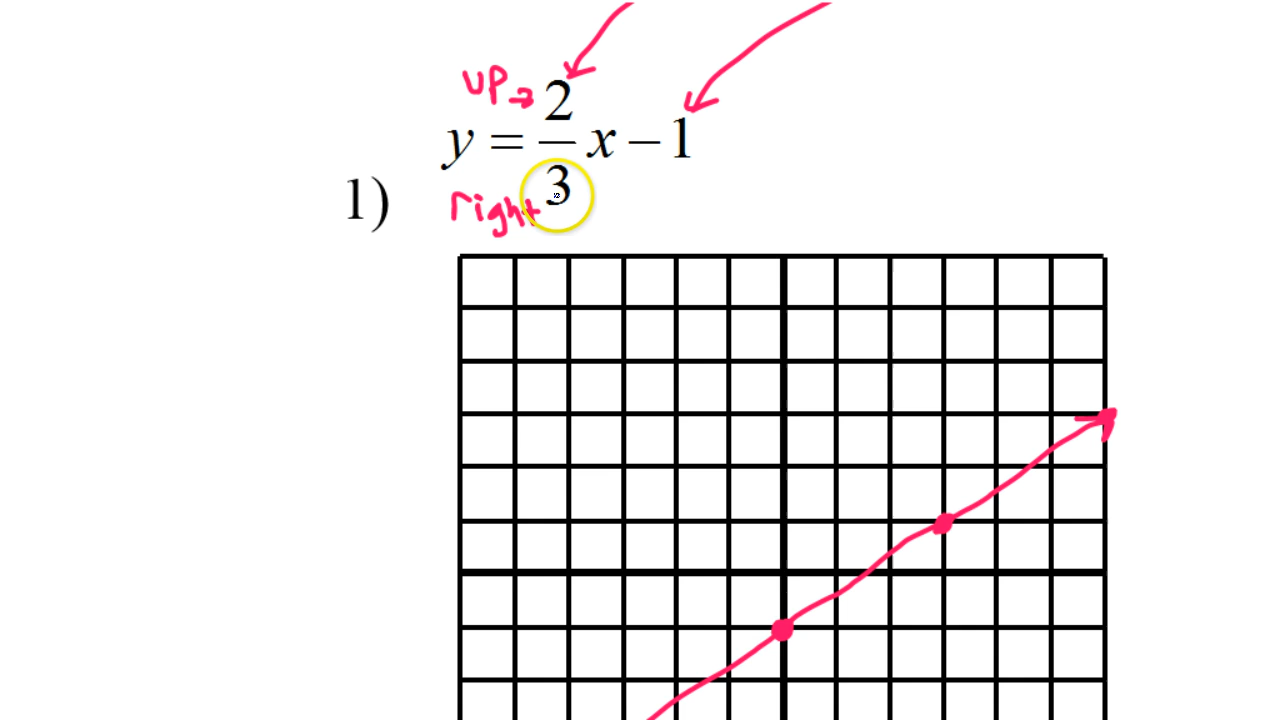 up→
y = 2/3 x − 1
1)
right